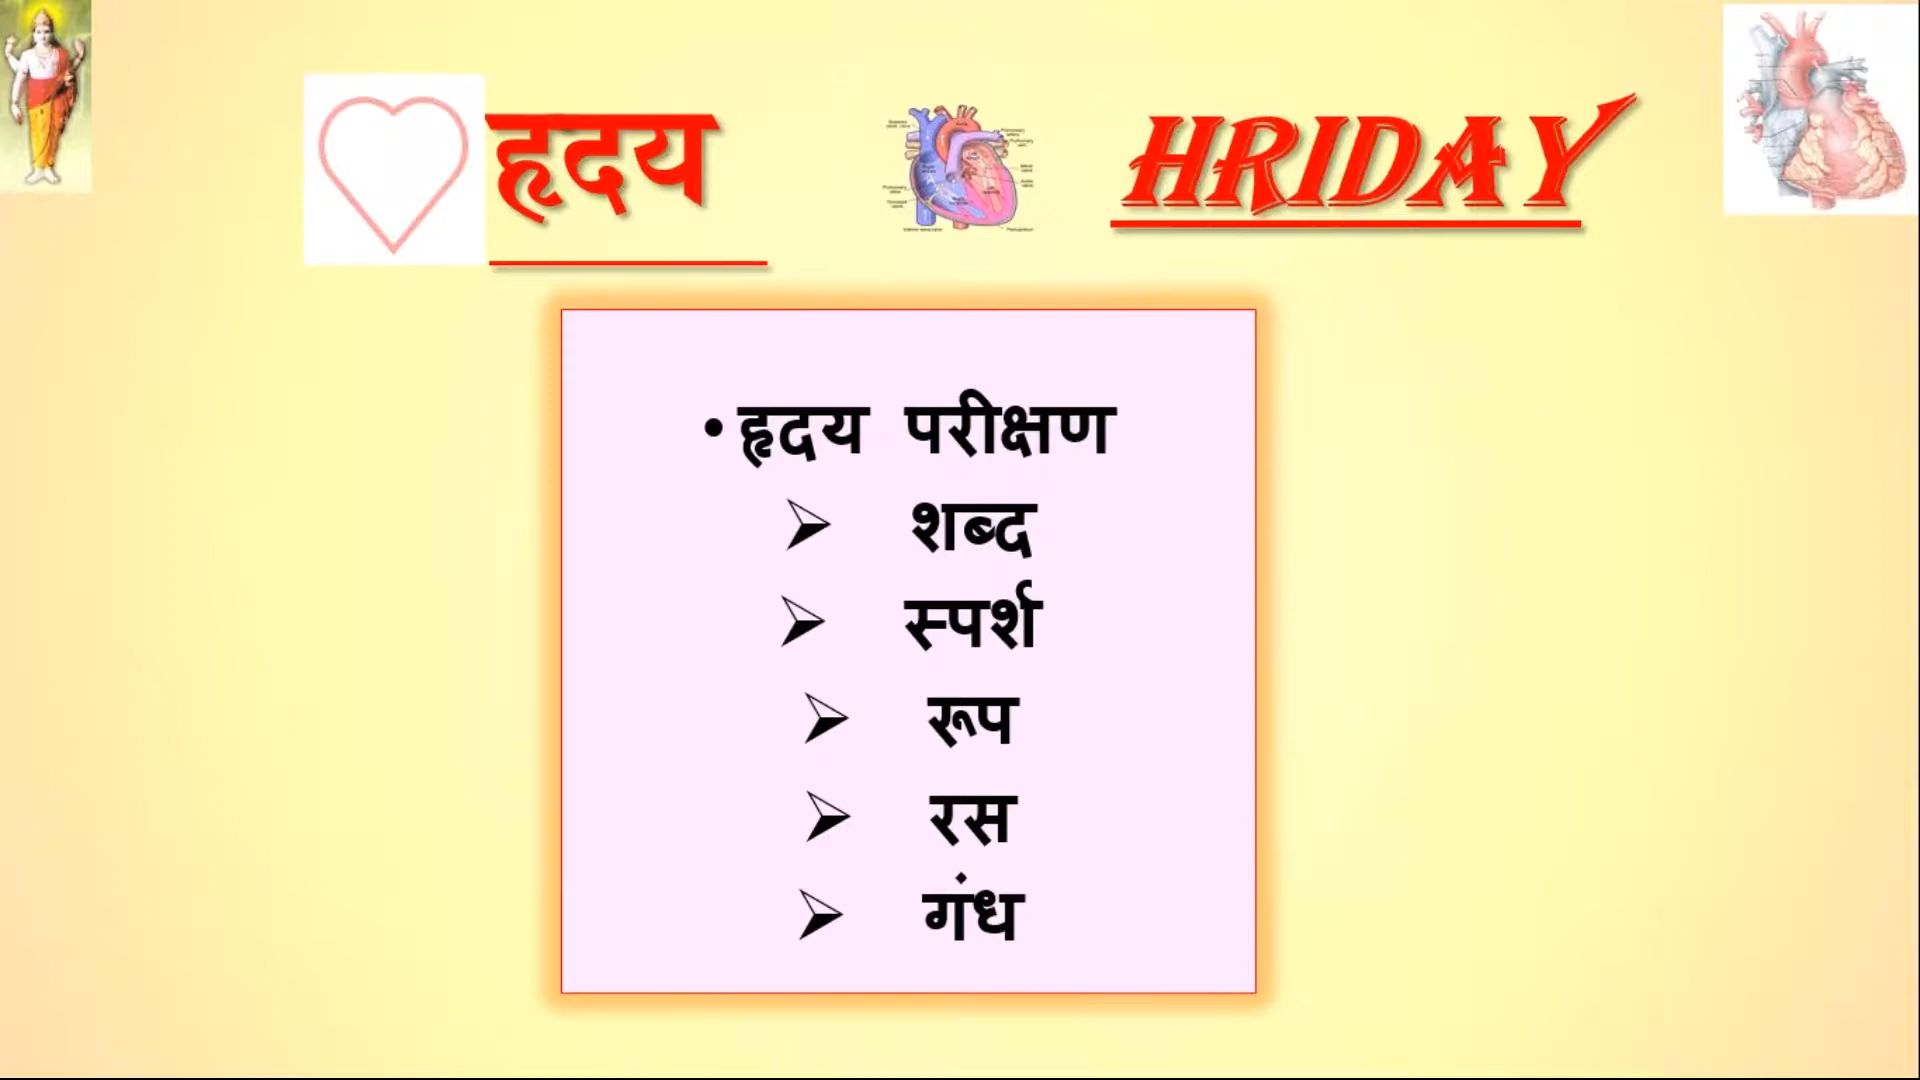 हृदय HRIDAY
• हृदय परीक्षण
➢ शब्द
➢ स्पर्श
➢ रूप
➢ रस
➢ गंध